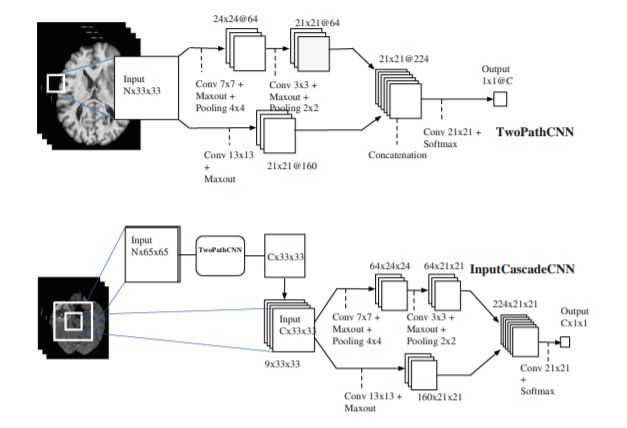 24x24@64
21x21@64
Input
Nx33x33
Conv 7x7 +
Maxout +
Pooling 4x4
Conv 3x3 +
Maxout +
Pooling 2x2
Conv 13x13
+
Maxout
21x21@160
21x21@224
Concatenation
Conv 21x21 +
Softmax
Output
1x1@C
TwoPathCNN
Input
Nx65x65
TwoPathCNN
Cx33x33
Input
Cx33x33
9x33x33
64x24x24
64x21x21
InputCascadeCNN
Conv 7x7 +
Maxout +
Pooling 4x4
Conv 3x3 +
Maxout +
Pooling 2x2
Conv 13x13 +
Maxout
160x21x21
224x21x21
Conv 21x21
+
Softmax
Output
Cx1x1